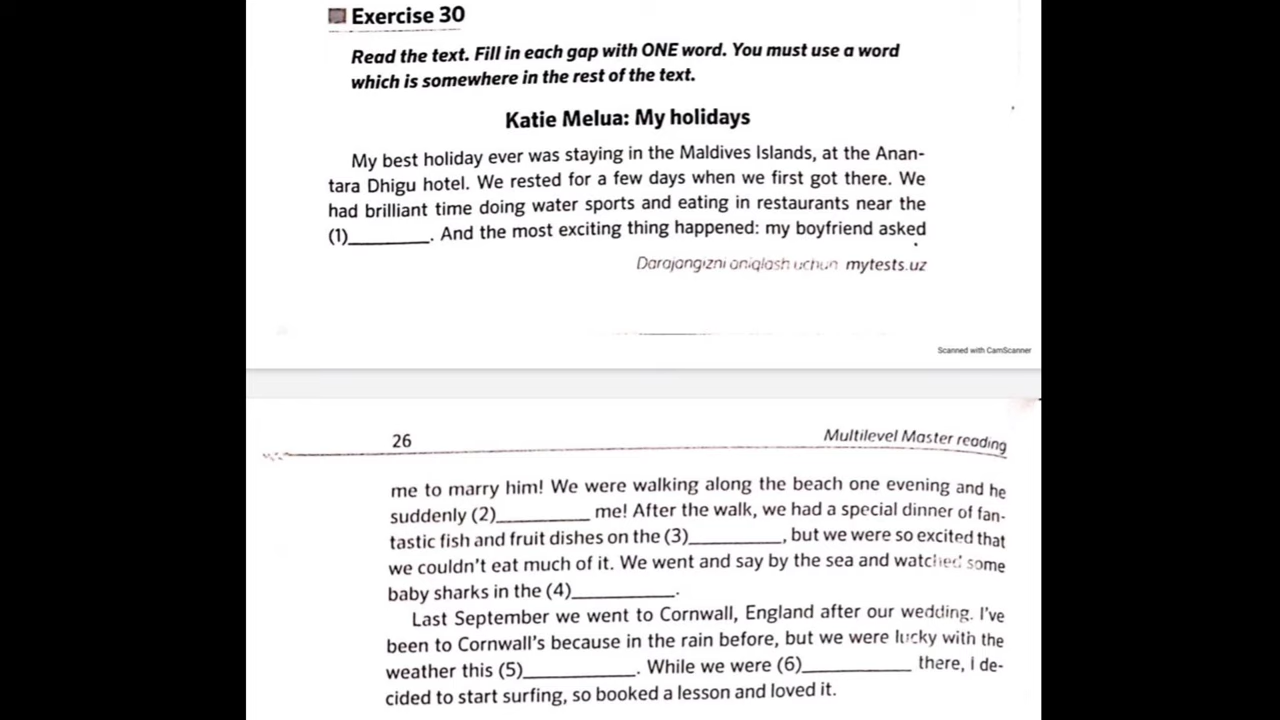 Exercise 30
Read the text. Fill in each gap with ONE word. You must use a word
which is somewhere in the rest of the text.
Katie Melua: My holidays
My best holiday ever was staying in the Maldives Islands, at the Anan-
tara Dhigu hotel. We rested for a few days when we first got there. We
had brilliant time doing water sports and eating in restaurants near the
(1)________. And the most exciting thing happened: my boyfriend asked
Darajangizni aniqlash uchun mytests.uz
Scanned with CamScanner
26 Multilevel Master reading
me to marry him! We were walking along the beach one evening and he
suddenly (2)_________ me! After the walk, we had a special dinner of fan-
tastic fish and fruit dishes on the (3)_________, but we were so excited that
we couldn't eat much of it. We went and say by the sea and watched some
baby sharks in the (4)__________.
Last September we went to Cornwall, England after our wedding. I've
been to Cornwall's because in the rain before, but we were lucky with the
weather this (5)___________. While we were (6)__________ there, i de-
cided to start surfing, so booked a lesson and loved it.